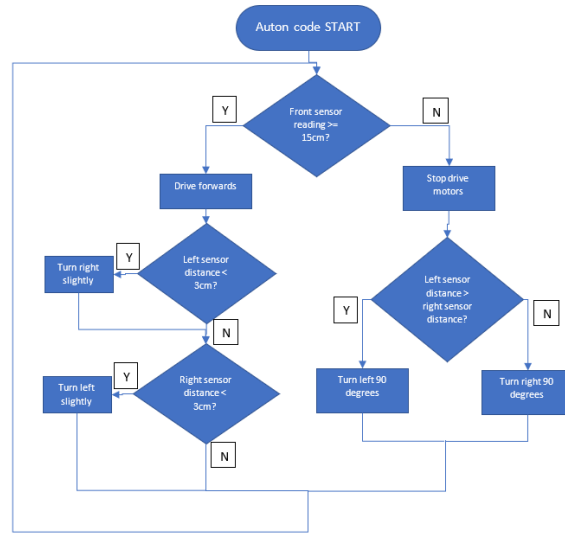 Auton code START
Front sensor
reading >=
15cm?
Y
N
Drive forwards
Stop drive
motors
Left sensor
distance <
3cm?
Y
Turn right
slightly
N
Left sensor
distance >
right sensor
distance?
Y
N
Right sensor
distance <
3cm?
Y
Turn left
slightly
N
Turn left 90
degrees
Turn right 90
degrees